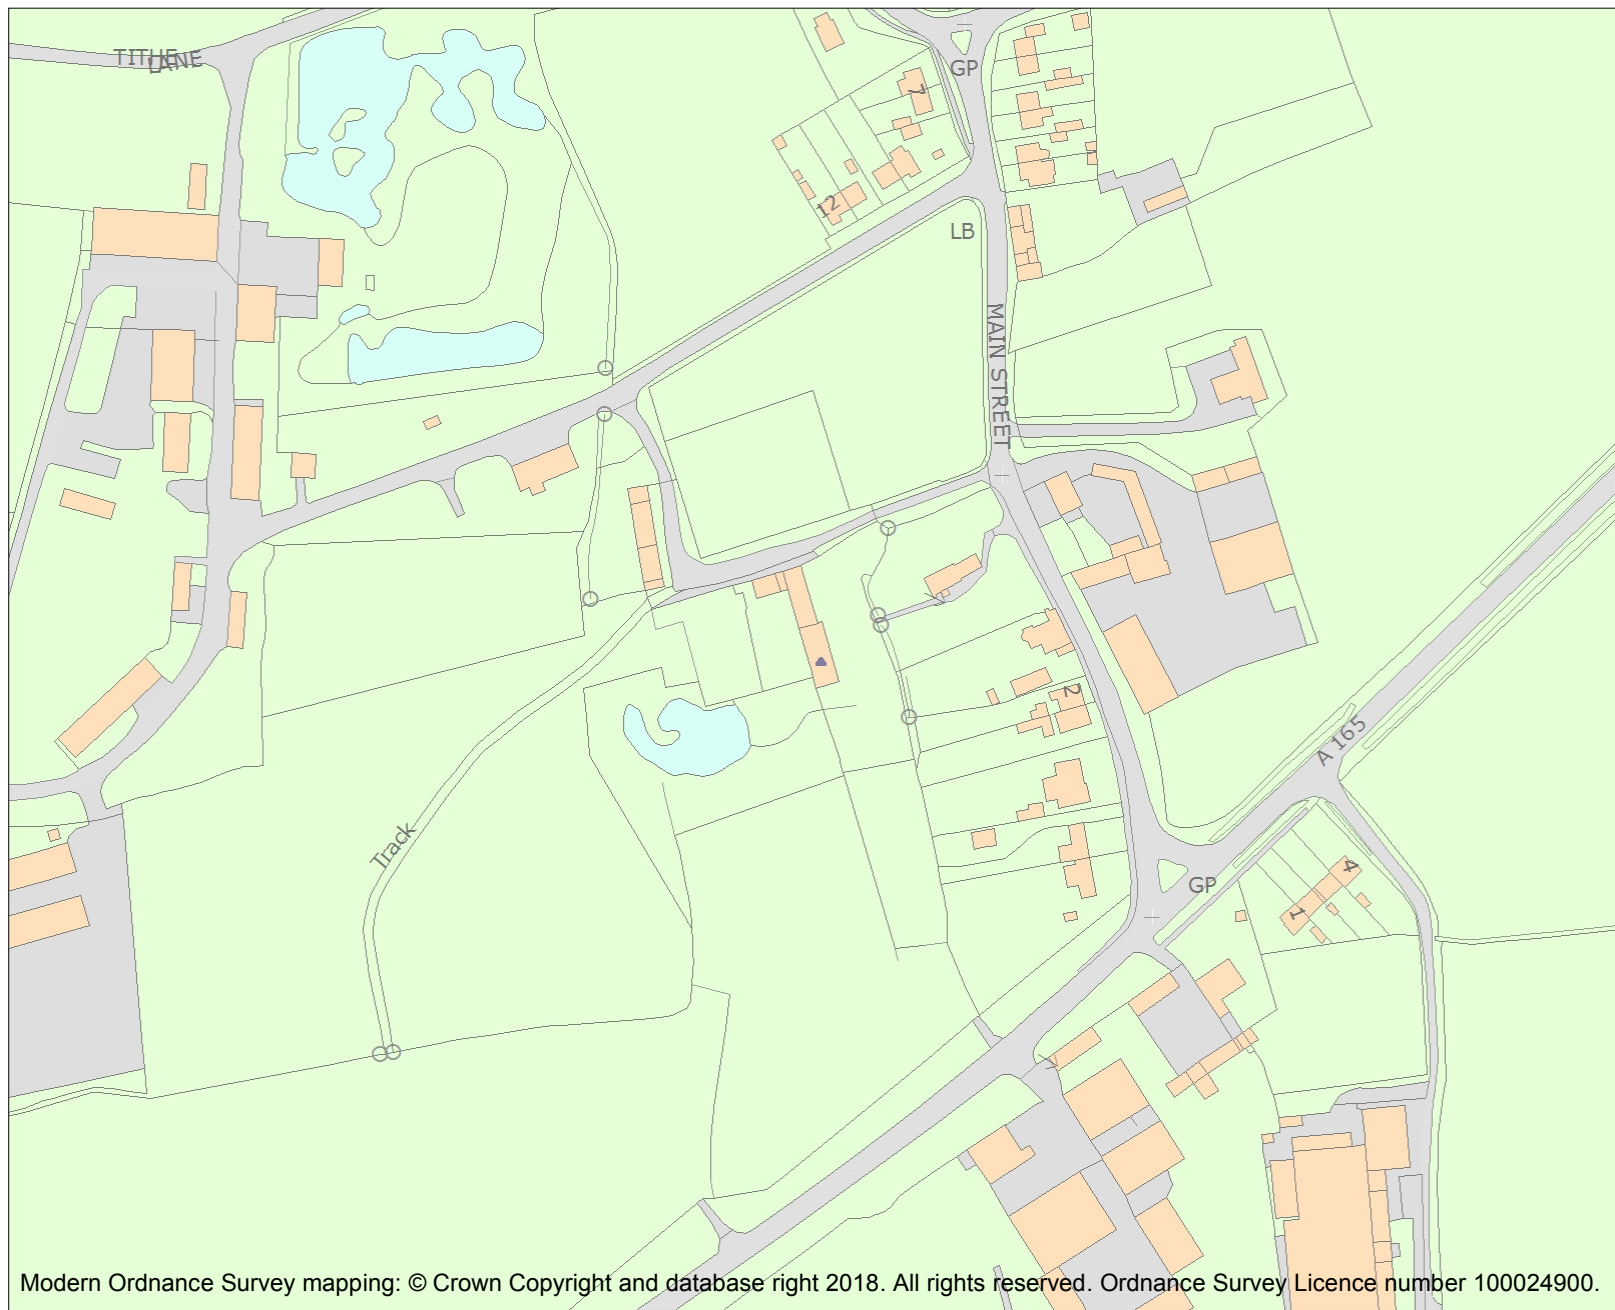 TITHE
LANE
GP
7
12
LB
MAIN STREET
2
A 165
Track
GP
4
1
Modern Ordnance Survey mapping: © Crown Copyright and database right 2018. All rights reserved. Ordnance Survey Licence number 100024900.